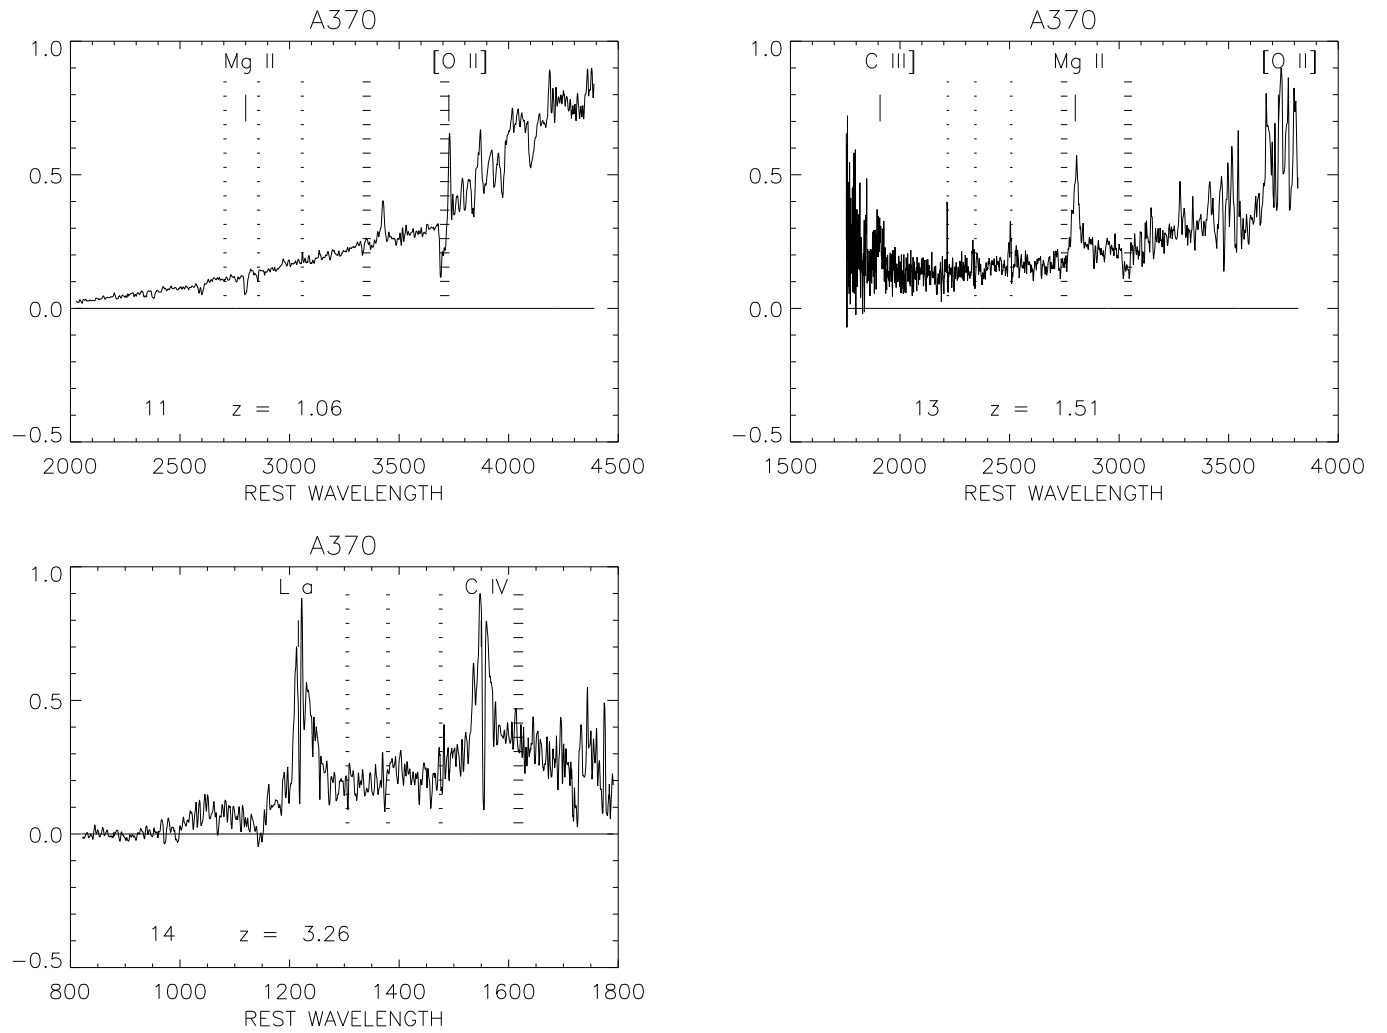 A370
1.0
Mg II
[O II]
0.5
0.0
11 z = 1.06
−0.5
2000 2500 3000 3500 4000 4500
REST WAVELENGTH
A370
1.0
C III]
Mg II
[O II]
0.5
0.0
13 z = 1.51
−0.5
1500 2000 2500 3000 3500 4000
REST WAVELENGTH
A370
1.0
L a
C IV
0.5
0.0
14 z = 3.26
−0.5
800 1000 1200 1400 1600 1800
REST WAVELENGTH